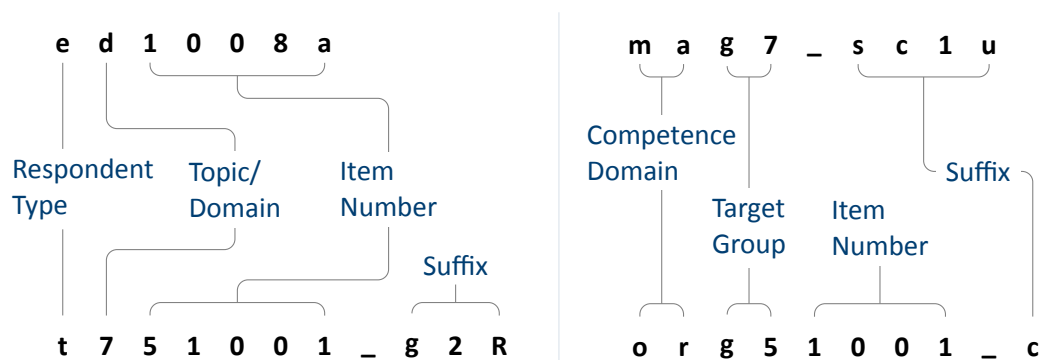 e d 1 0 0 8 a
Respondent
Type
Topic/
Domain
Item
Number
Suffix
t 7 5 1 0 0 1 _ g 2 R
m a g 7 _ s c 1 u
Competence
Domain
Suffix
Target
Group
Item
Number
o r g 5 1 0 0 1 _ c